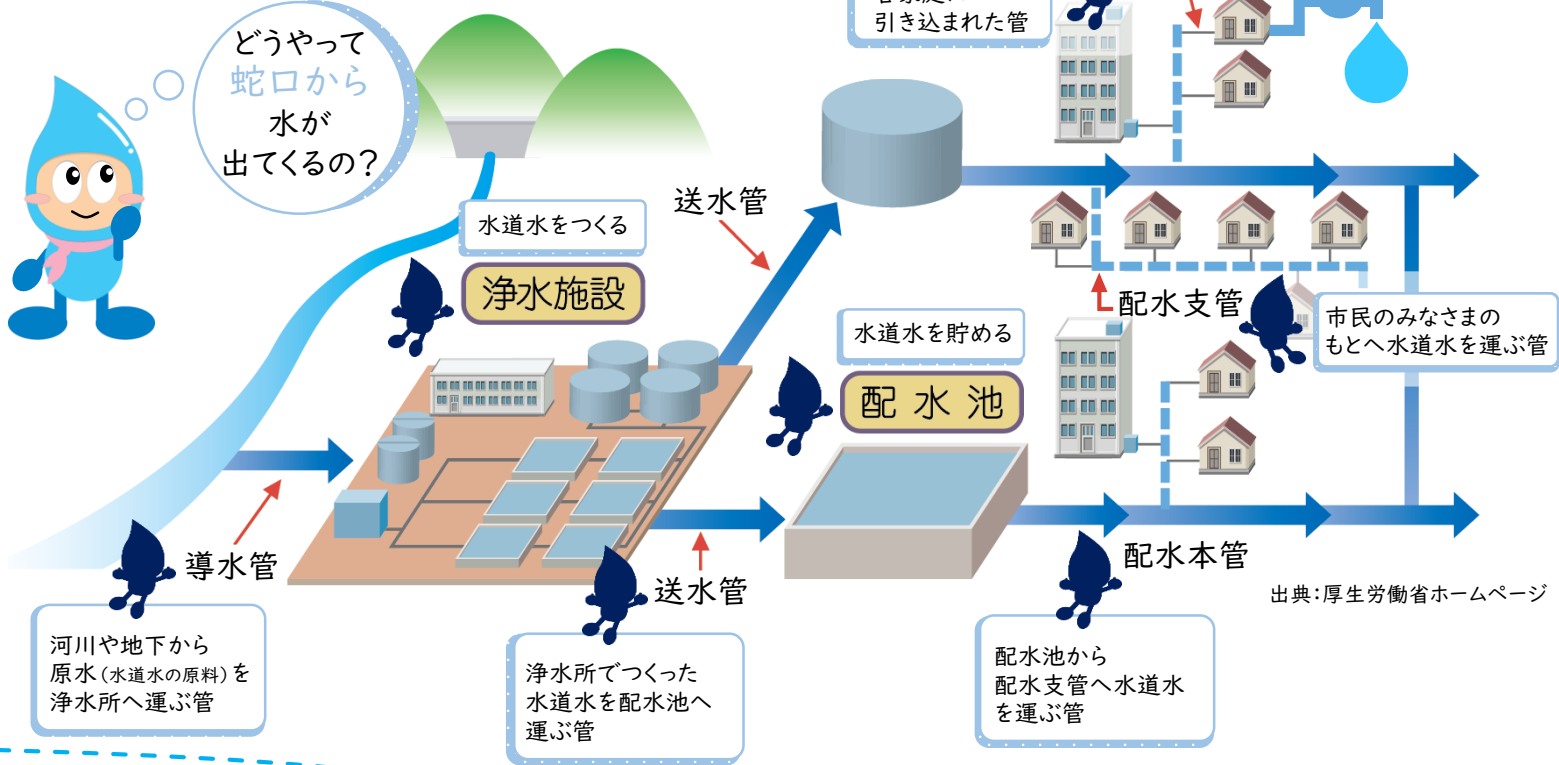 どうやって
蛇口から
水が
出てくるの？
引き込まれた管
送水管
水道水をつくる
浄水施設
配水支管
市民のみなさまの
もとへ水道水を運ぶ管
水道水を貯める
配水池
導水管
河川や地下から
原水（水道水の原料）を
浄水所へ運ぶ管
送水管
浄水所でつくった
水道水を配水池へ
運ぶ管
配水本管
配水池から
配水支管へ水道水
を運ぶ管
出典：厚生労働省ホームページ